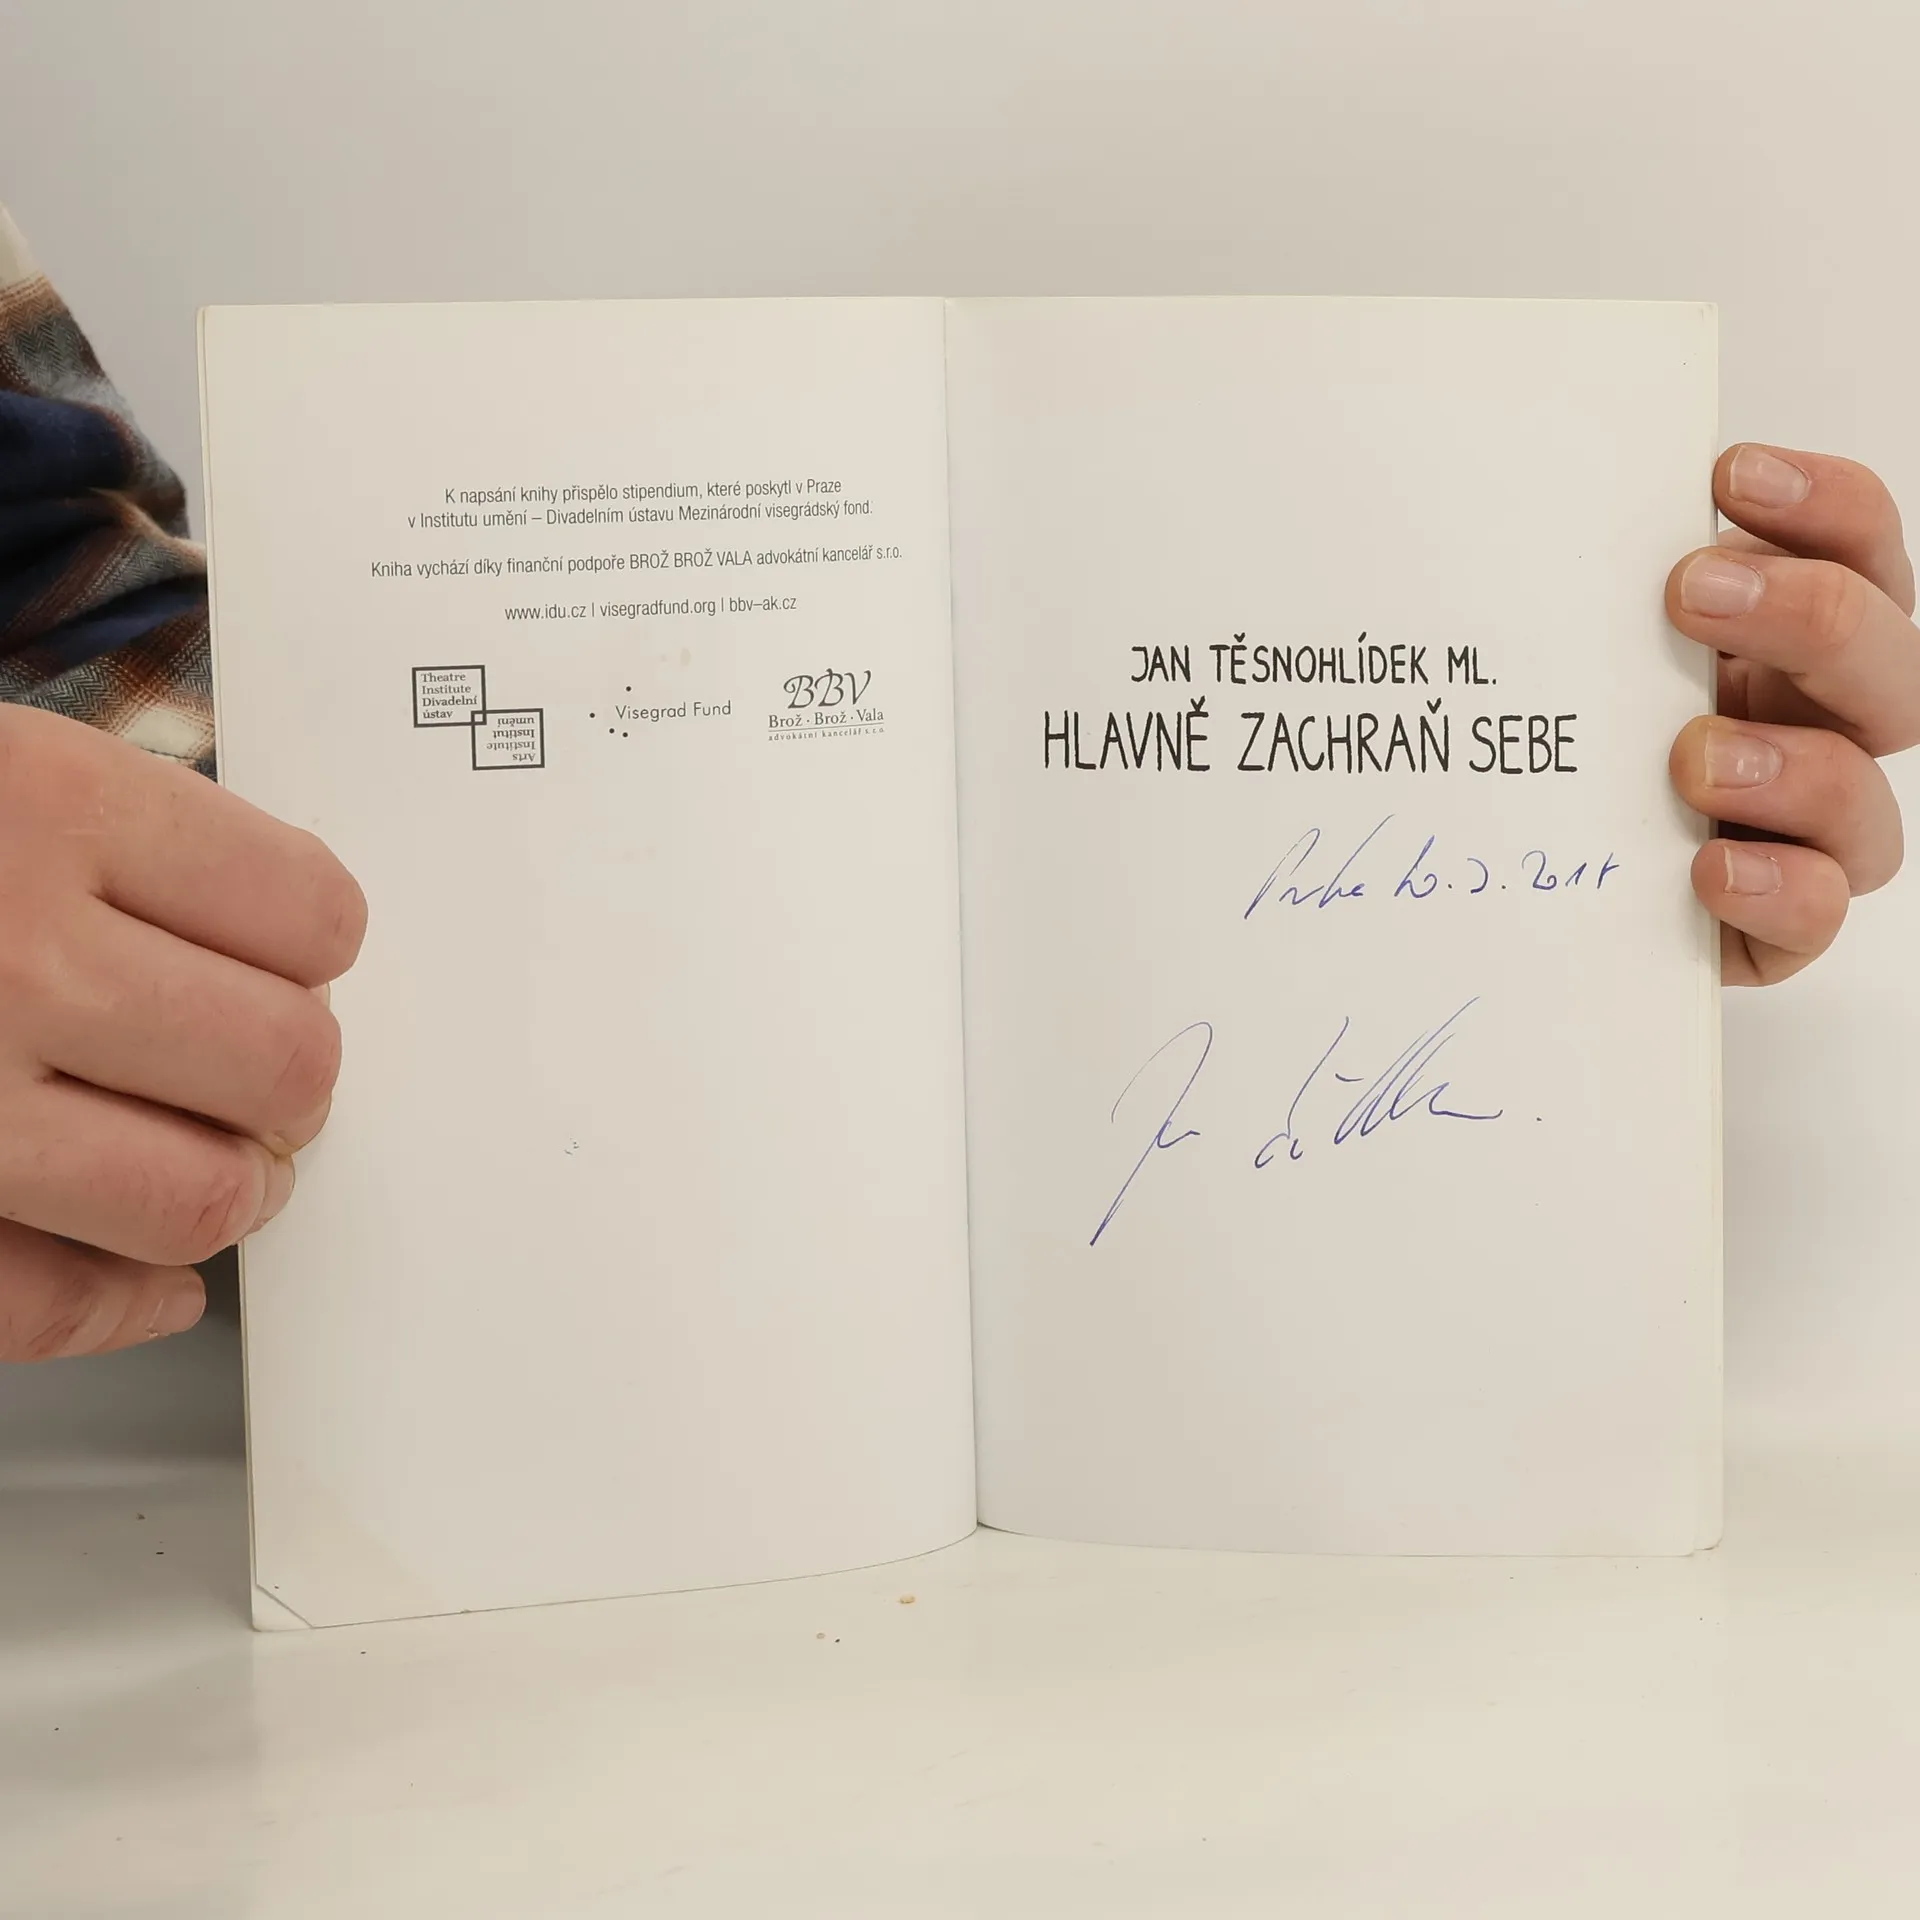 K napsání knihy přispělo stipendium, které poskytl v Praze
v Institutu umění – Divadelním ústavu Mezinárodní visegrádský fond.
Kniha vychází díky finanční podpoře BROŽ BROŽ VALA advokátní kancelář s.r.o.
www.idu.cz | visegradfund.org | bbv–ak.cz
Theatre
Institute
Divadelní
ústav
Arts
Institute
Institut
umění
Visegrad Fund
BBV
Brož · Brož · Vala
advokátní kancelář s.r.o.
JAN TĚSNOHLÍDEK ML.
HLAVNĚ ZACHRAŇ SEBE